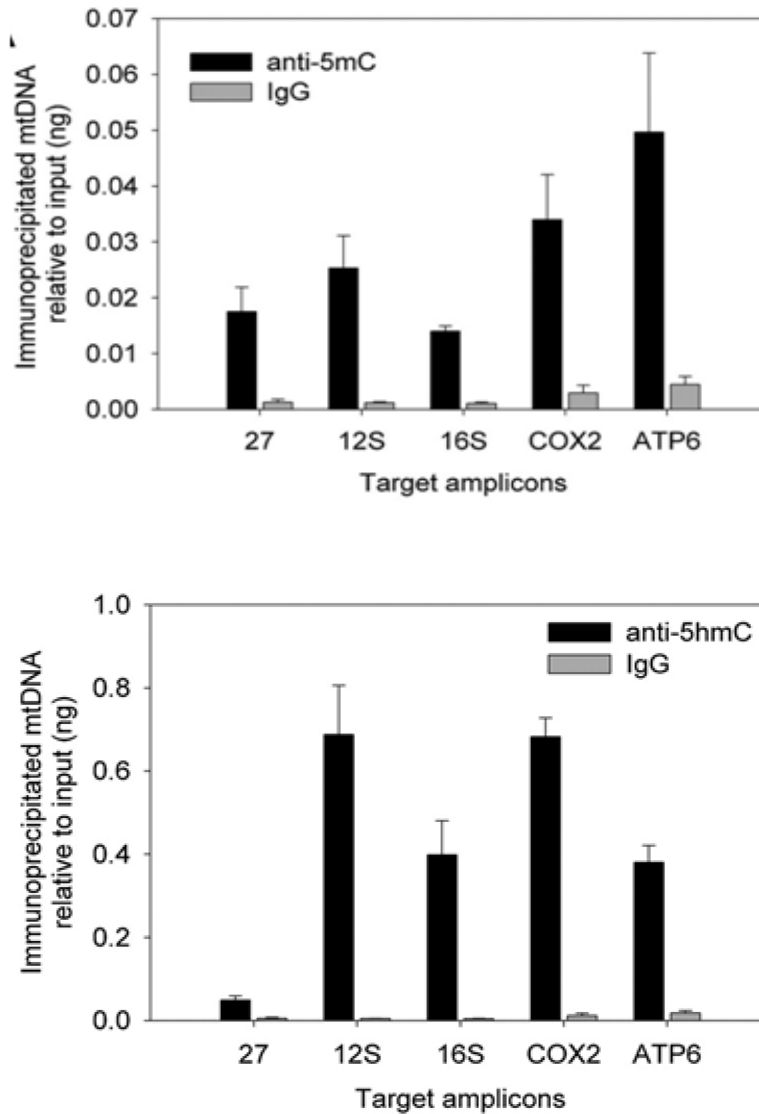 0.07
0.06
0.05
0.04
0.03
0.02
0.01
0.00
Immunoprecipitated mtDNA
relative to input (ng)
anti-5mC
IgG
27 12S 16S COX2 ATP6
Target amplicons
1.0
0.8
0.6
0.4
0.2
0.0
Immunoprecipitated mtDNA
relative to input (ng)
anti-5hmC
IgG
27 12S 16S COX2 ATP6
Target amplicons